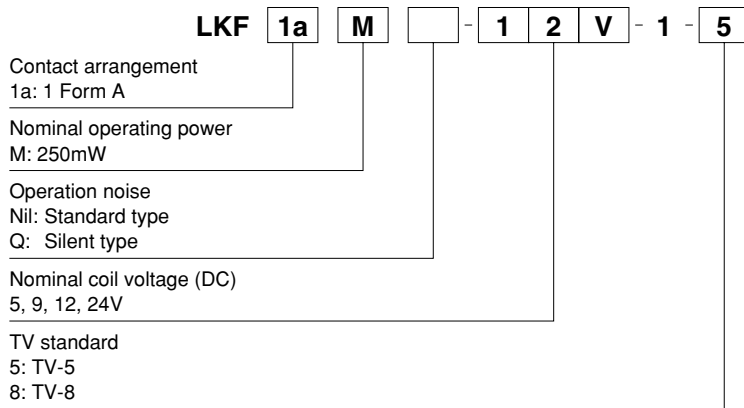 LKF 1a M - 1 2 V - 1 - 5
Contact arrangement
1a: 1 Form A
Nominal operating power
M: 250mW
Operation noise
Nil: Standard type
Q: Silent type
Nominal coil voltage (DC)
5, 9, 12, 24V
TV standard
5: TV-5
8: TV-8